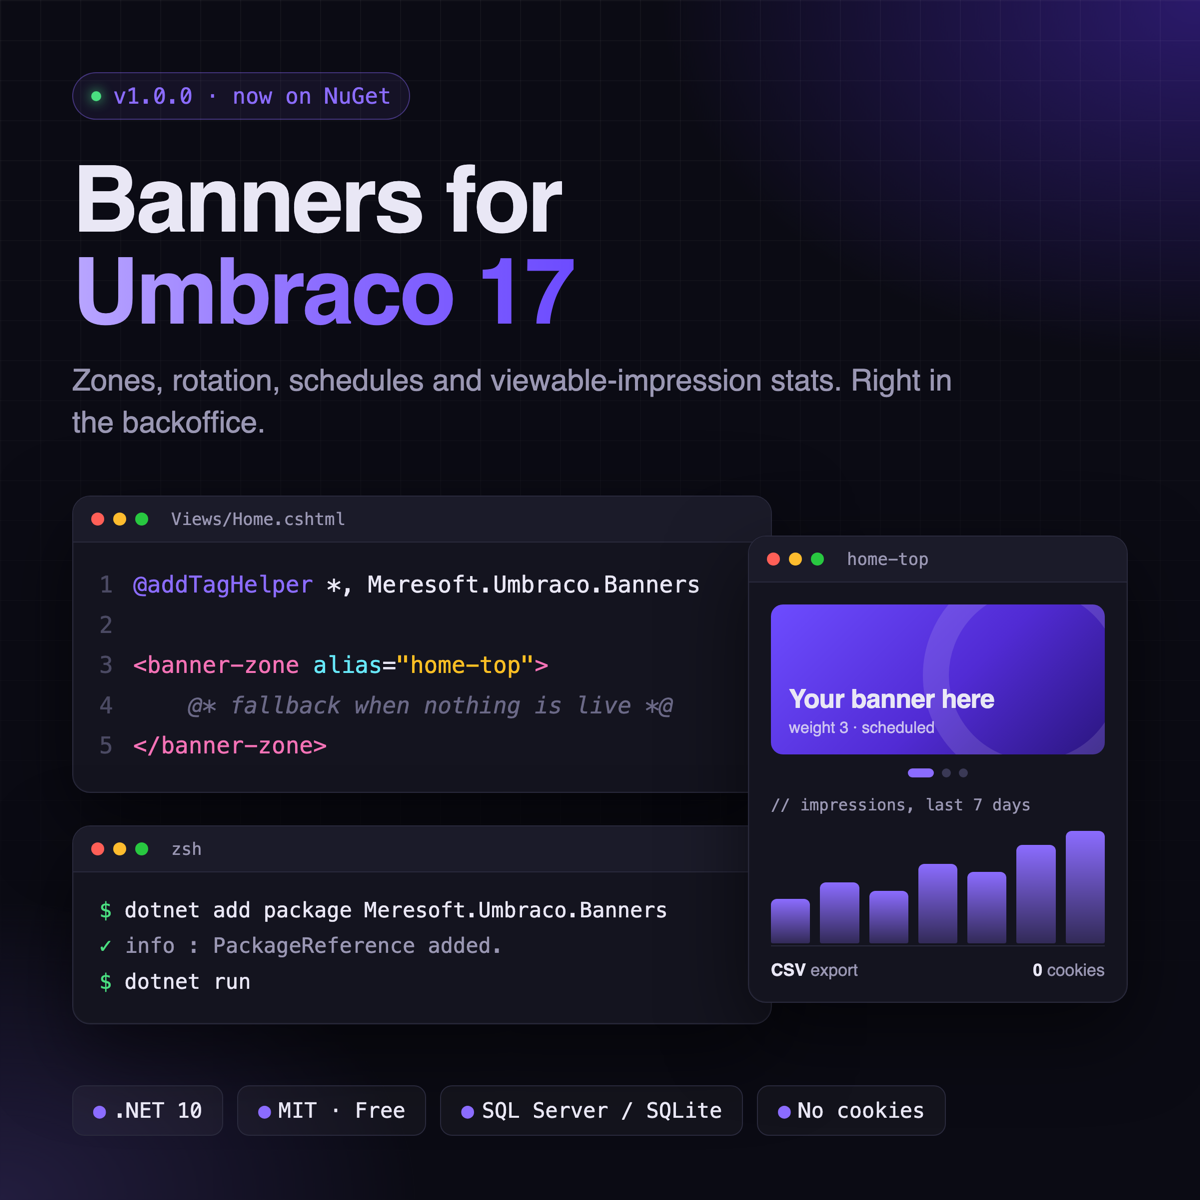 v1.0.0 · now on NuGet
Banners for
Umbraco 17
Zones, rotation, schedules and viewable-impression stats. Right in
the backoffice.
Views/Home.cshtml
1 @addTagHelper *, Meresoft.Umbraco.Banners
2
3 <banner-zone alias="home-top">
4 @* fallback when nothing is live *@
5 </banner-zone>
home-top
Your banner here
weight 3 · scheduled
// impressions, last 7 days
CSV export
0 cookies
zsh
$ dotnet add package Meresoft.Umbraco.Banners
✓ info : PackageReference added.
$ dotnet run
.NET 10
MIT · Free
SQL Server / SQLite
No cookies